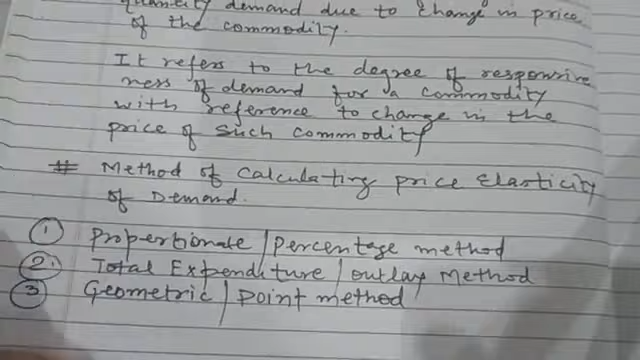 quantity demand due to change in price
of the commodity.
It refers to the degree of responsive
ness of demand for a commodity
with reference to change in the
price of such commodity
# Method of calculating price Elasticity
of Demand.
① propertionate / percentage method
② Total Expenditure / outlay Method
③ Geometric / point method